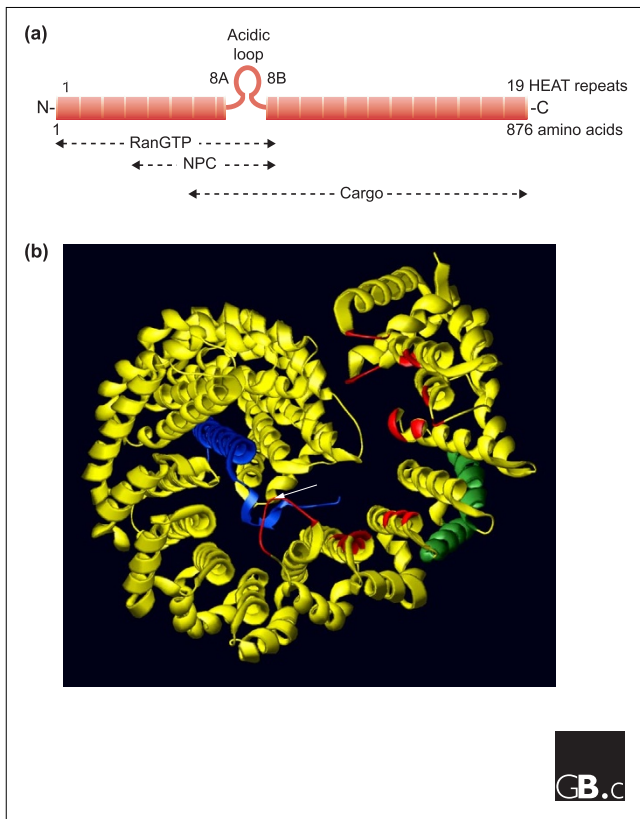 (a)
Acidic
loop
8A 8B
1
19 HEAT repeats
N- -C
1
876 amino acids
RanGTP
NPC
Cargo
(b)
GB.c